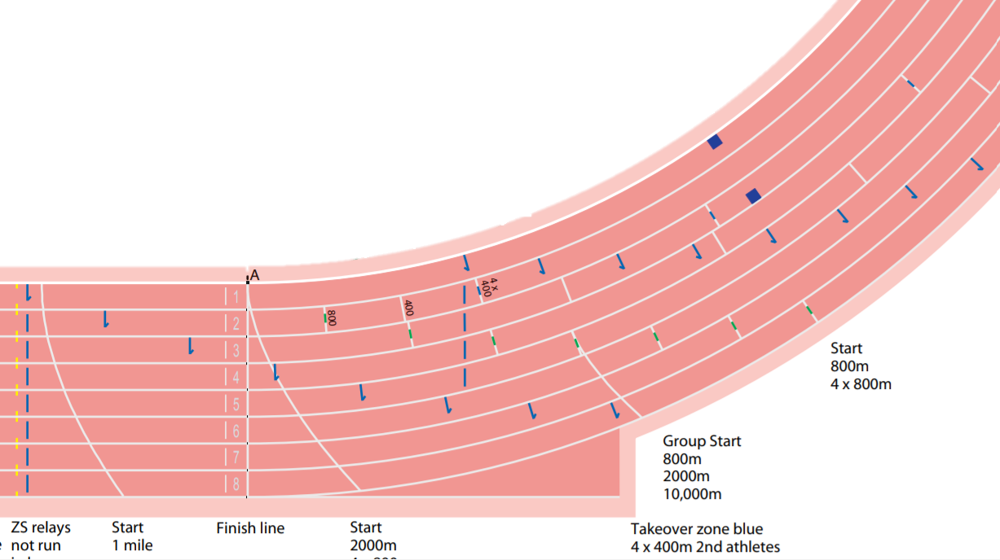 A
1
2
3
4
5
6
7
8
800
400
4 x
400
Start
800m
4 x 800m
Group Start
800m
2000m
10,000m
ZS relays
not run
Start
1 mile
Finish line
Start
2000m
Takeover zone blue
4 x 400m 2nd athletes